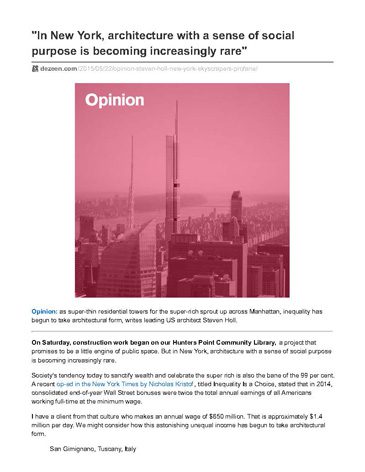 "In New York, architecture with a sense of social
purpose is becoming increasingly rare"
dezeen.com/2015/05/22/opinion-steven-holl-new-york-skyscrapers-profana/
Opinion
Opinion: as super-thin residential towers for the super-rich sprout up across Manhattan, inequality has
begun to take architectural form, writes leading US architect Steven Holl.
On Saturday, construction work began on our Hunters Point Community Library, a project that
promises to be a little engine of public space. But in New York, architecture with a sense of social purpose
is becoming increasingly rare.
Society's tendency today to sanctify wealth and celebrate the super rich is also the bane of the 99 per cent.
A recent op-ed in the New York Times by Nicholas Kristof, titled Inequality Is a Choice, stated that in 2014,
consolidated end-of-year Wall Street bonuses were twice the total annual earnings of all Americans
working full-time at the minimum wage.
I have a client from that culture who makes an annual wage of $650 million. That is approximately $1.4
million per day. We might consider how this astonishing unequal income has begun to take architectural
form.
San Gimignano, Tuscany, Italy